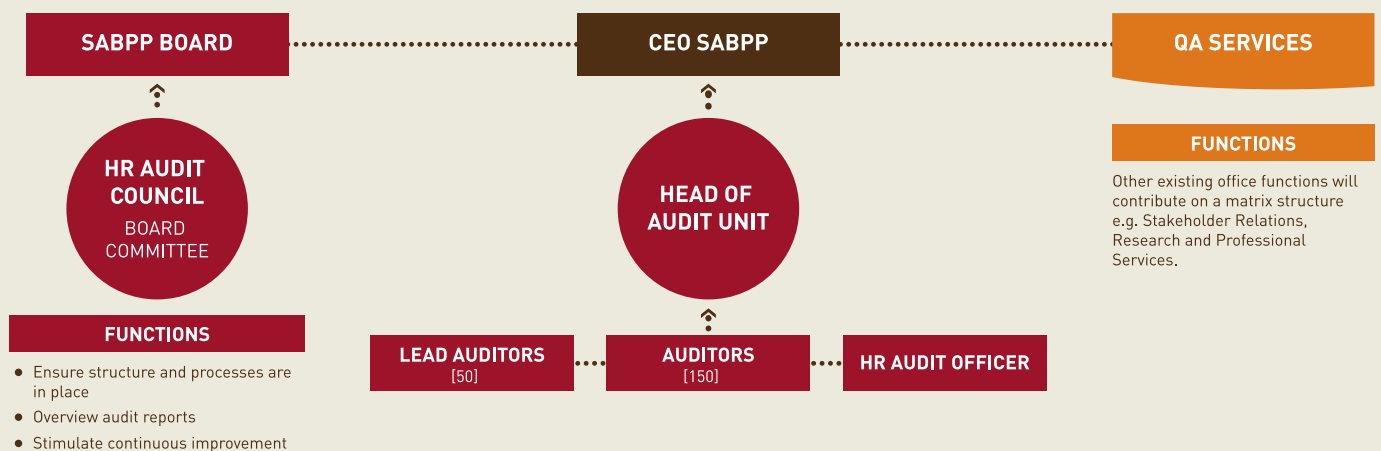 SABPP BOARD
CEO SABPP
QA SERVICES
HR AUDIT
COUNCIL
BOARD
COMMITTEE
HEAD OF
AUDIT UNIT
FUNCTIONS
Other existing office functions will
contribute on a matrix structure
e.g. Stakeholder Relations,
Research and Professional
Services.
FUNCTIONS
• Ensure structure and processes are
in place
• Overview audit reports
• Stimulate continuous improvement
LEAD AUDITORS
[50]
AUDITORS
[150]
HR AUDIT OFFICER